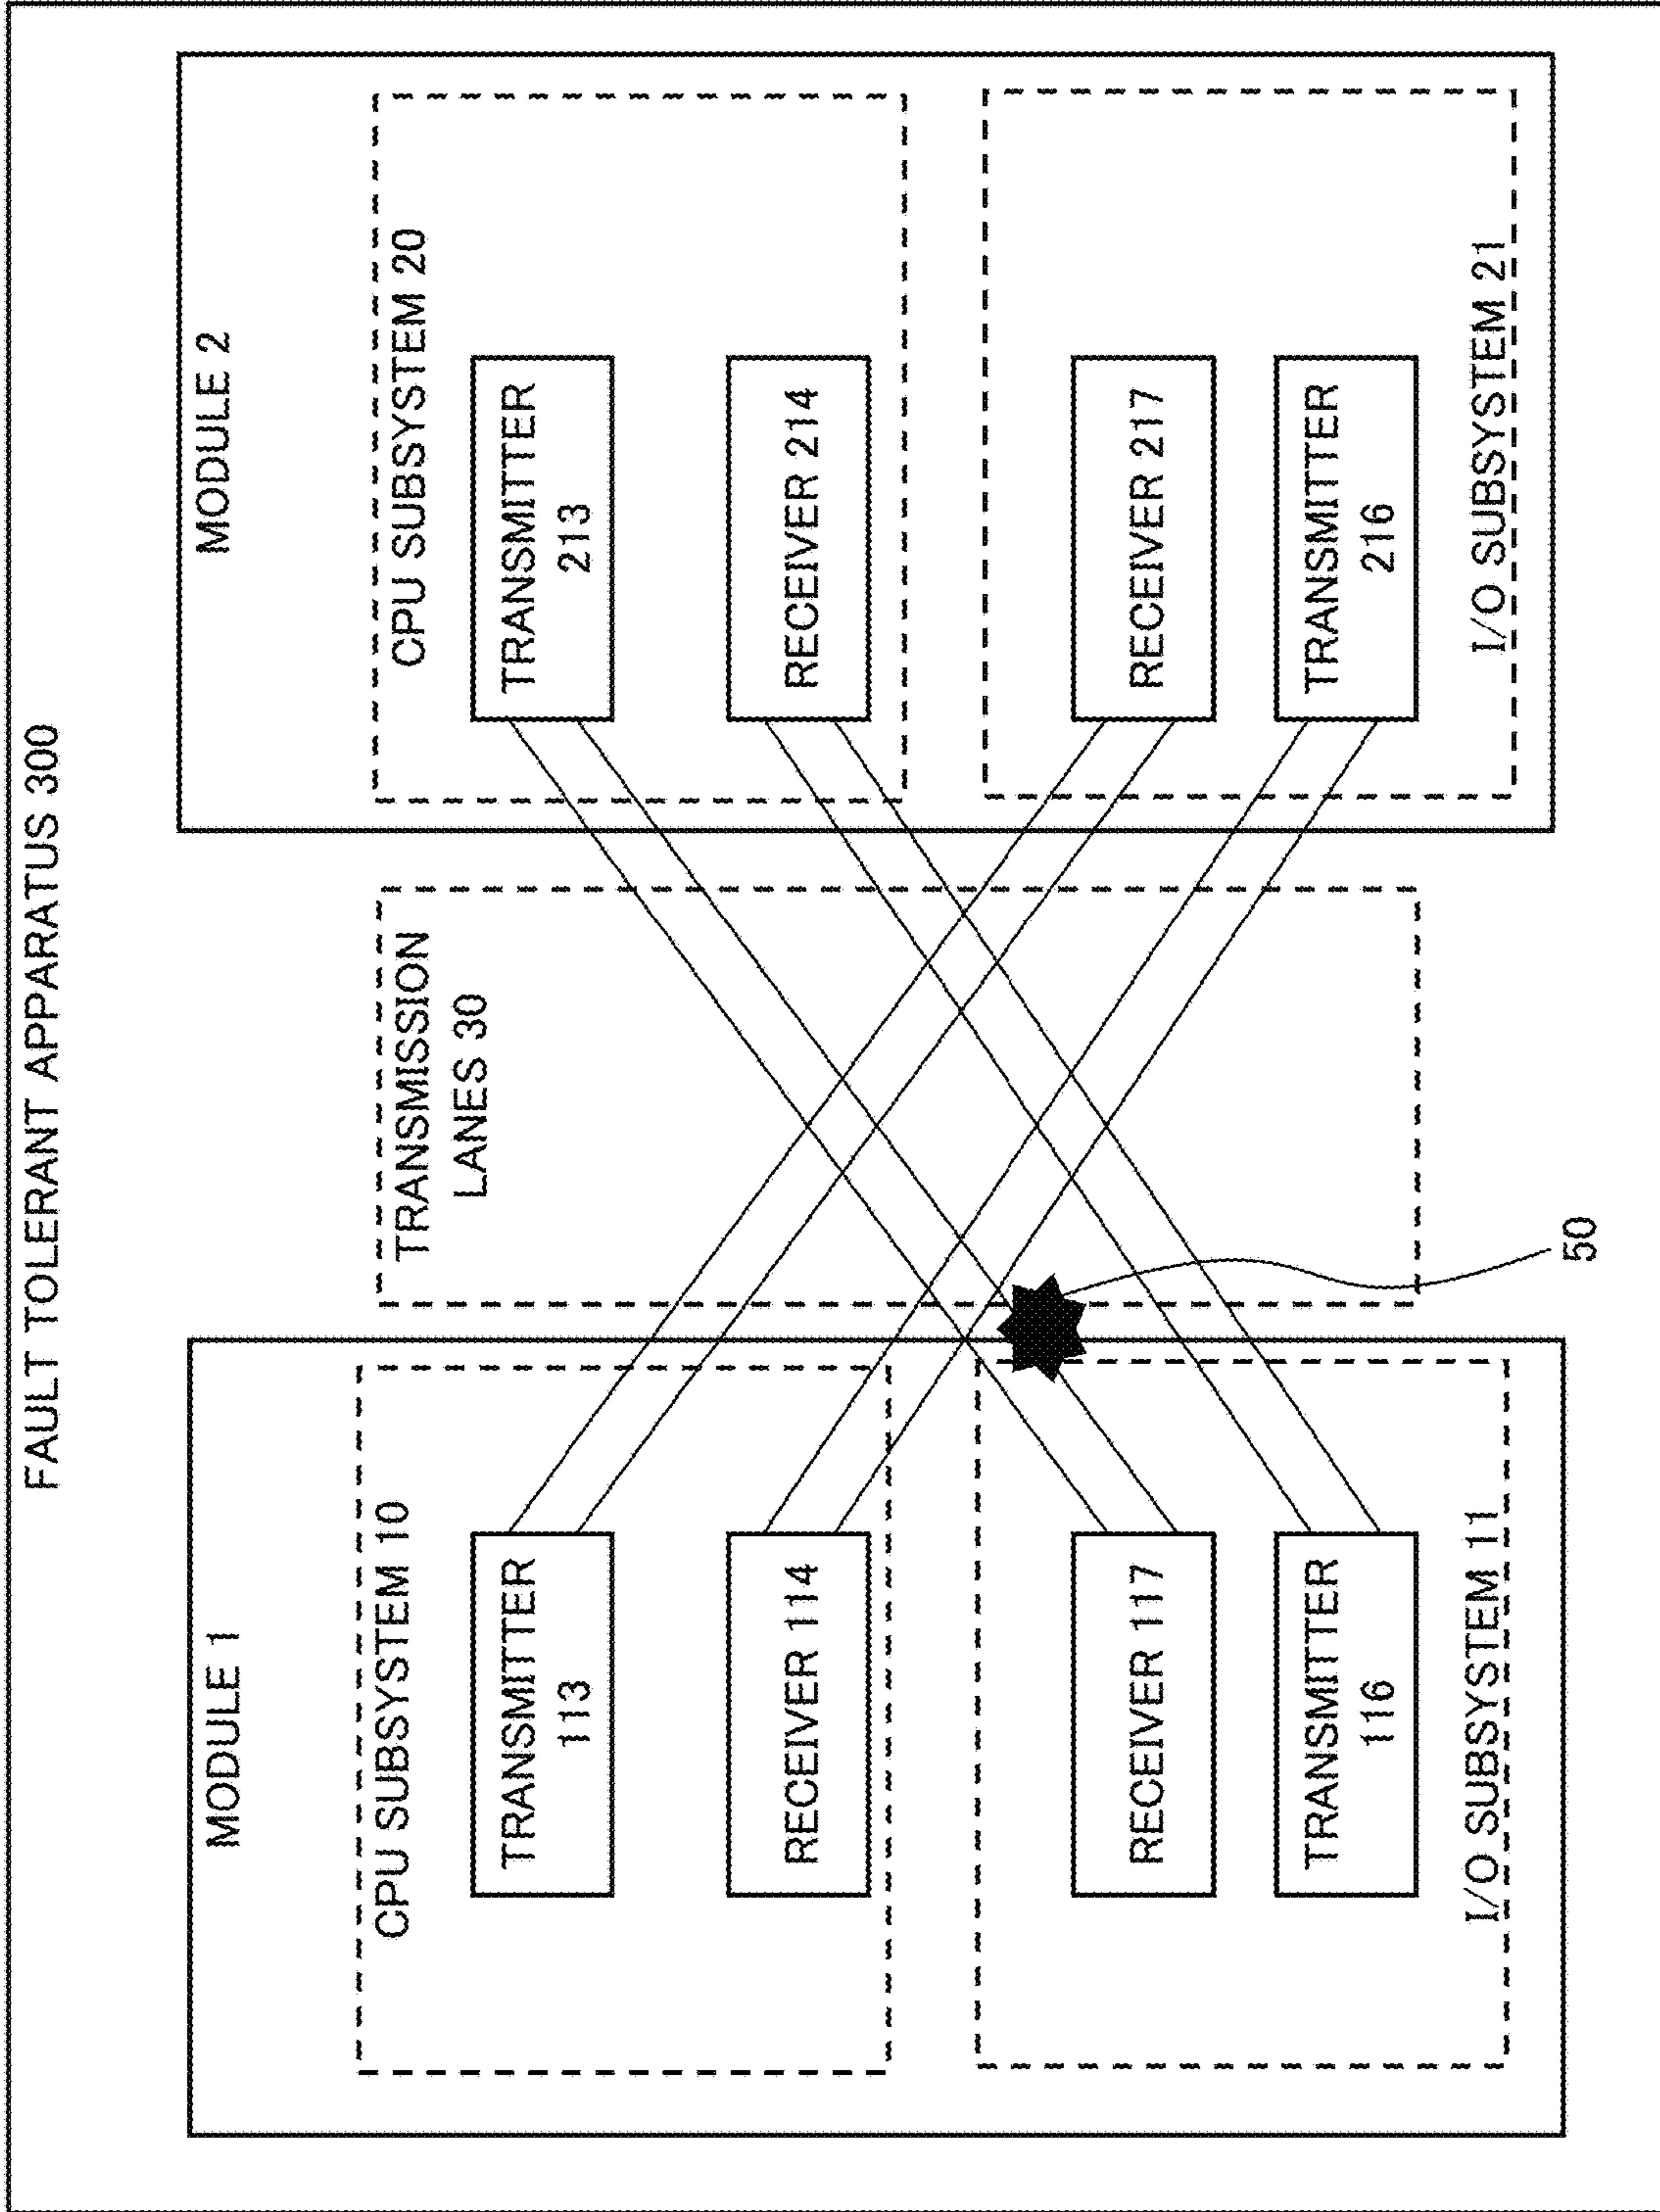 FAULT TOLERANT APPARATUS 300
MODULE 1
CPU SUBSYSTEM 10
TRANSMITTER
113
RECEIVER 114
RECEIVER 117
TRANSMITTER
116
I/O SUBSYSTEM 11
TRANSMISSION
LANES 30
50
MODULE 2
CPU SUBSYSTEM 20
TRANSMITTER
213
RECEIVER 214
RECEIVER 217
TRANSMITTER
216
I/O SUBSYSTEM 21